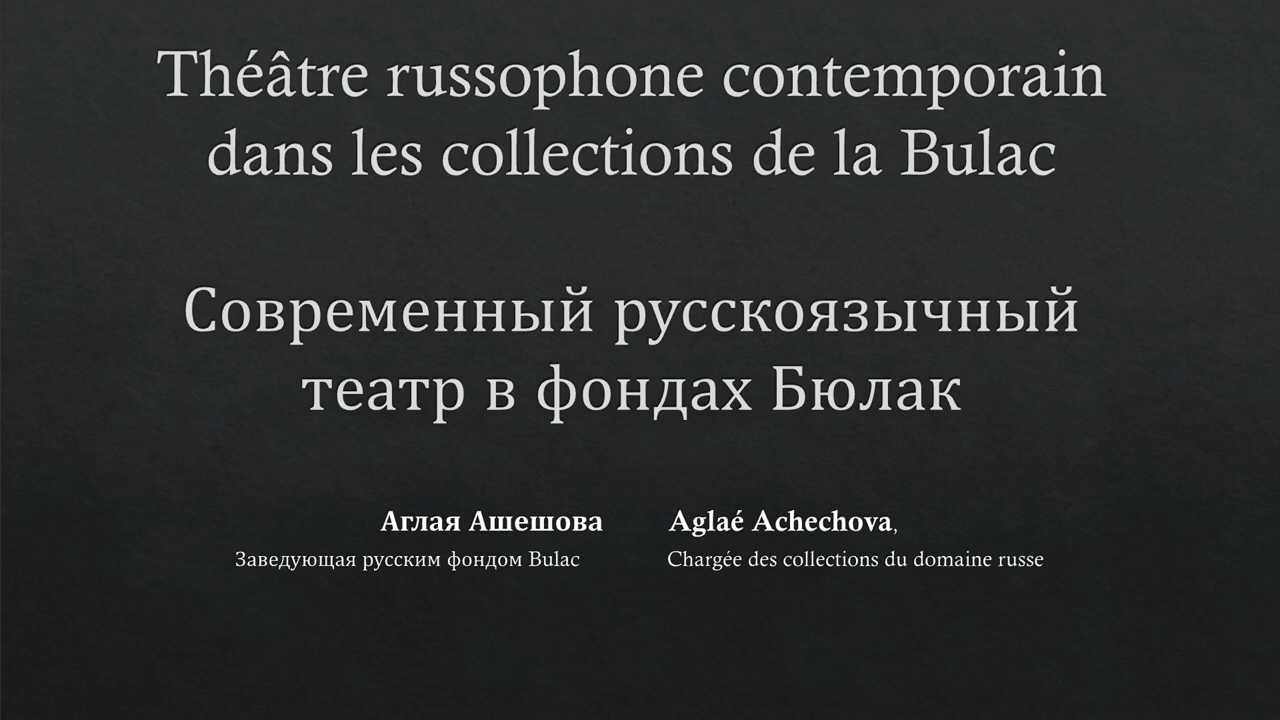 Théâtre russophone contemporain
dans les collections de la Bulac
Современный русскоязычный
театр в фондах Бюлак
Аглая Ашешова Aglaé Achechova,
Заведующая русским фондом Bulac Chargée des collections du domaine russe